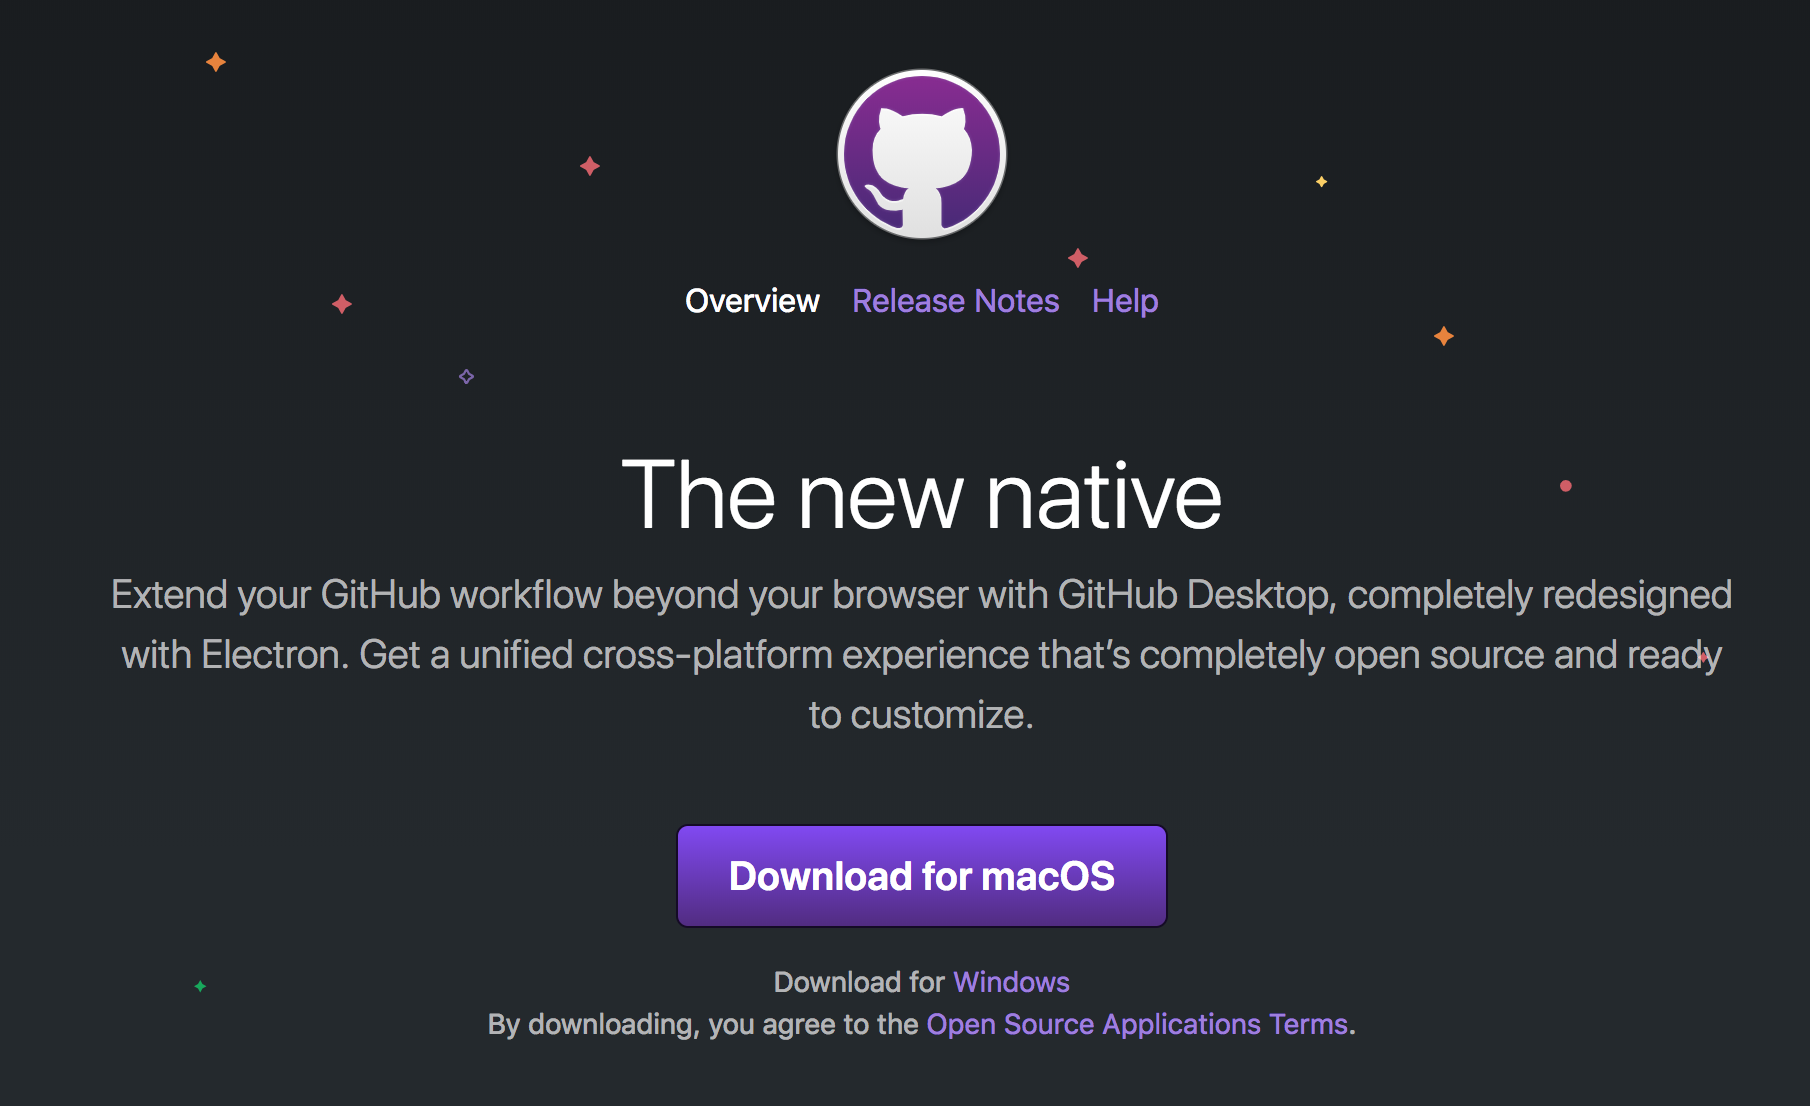 Overview Release Notes Help
The new native
Extend your GitHub workflow beyond your browser with GitHub Desktop, completely redesigned
with Electron. Get a unified cross-platform experience that’s completely open source and ready
to customize.
Download for macOS
Download for Windows
By downloading, you agree to the Open Source Applications Terms.